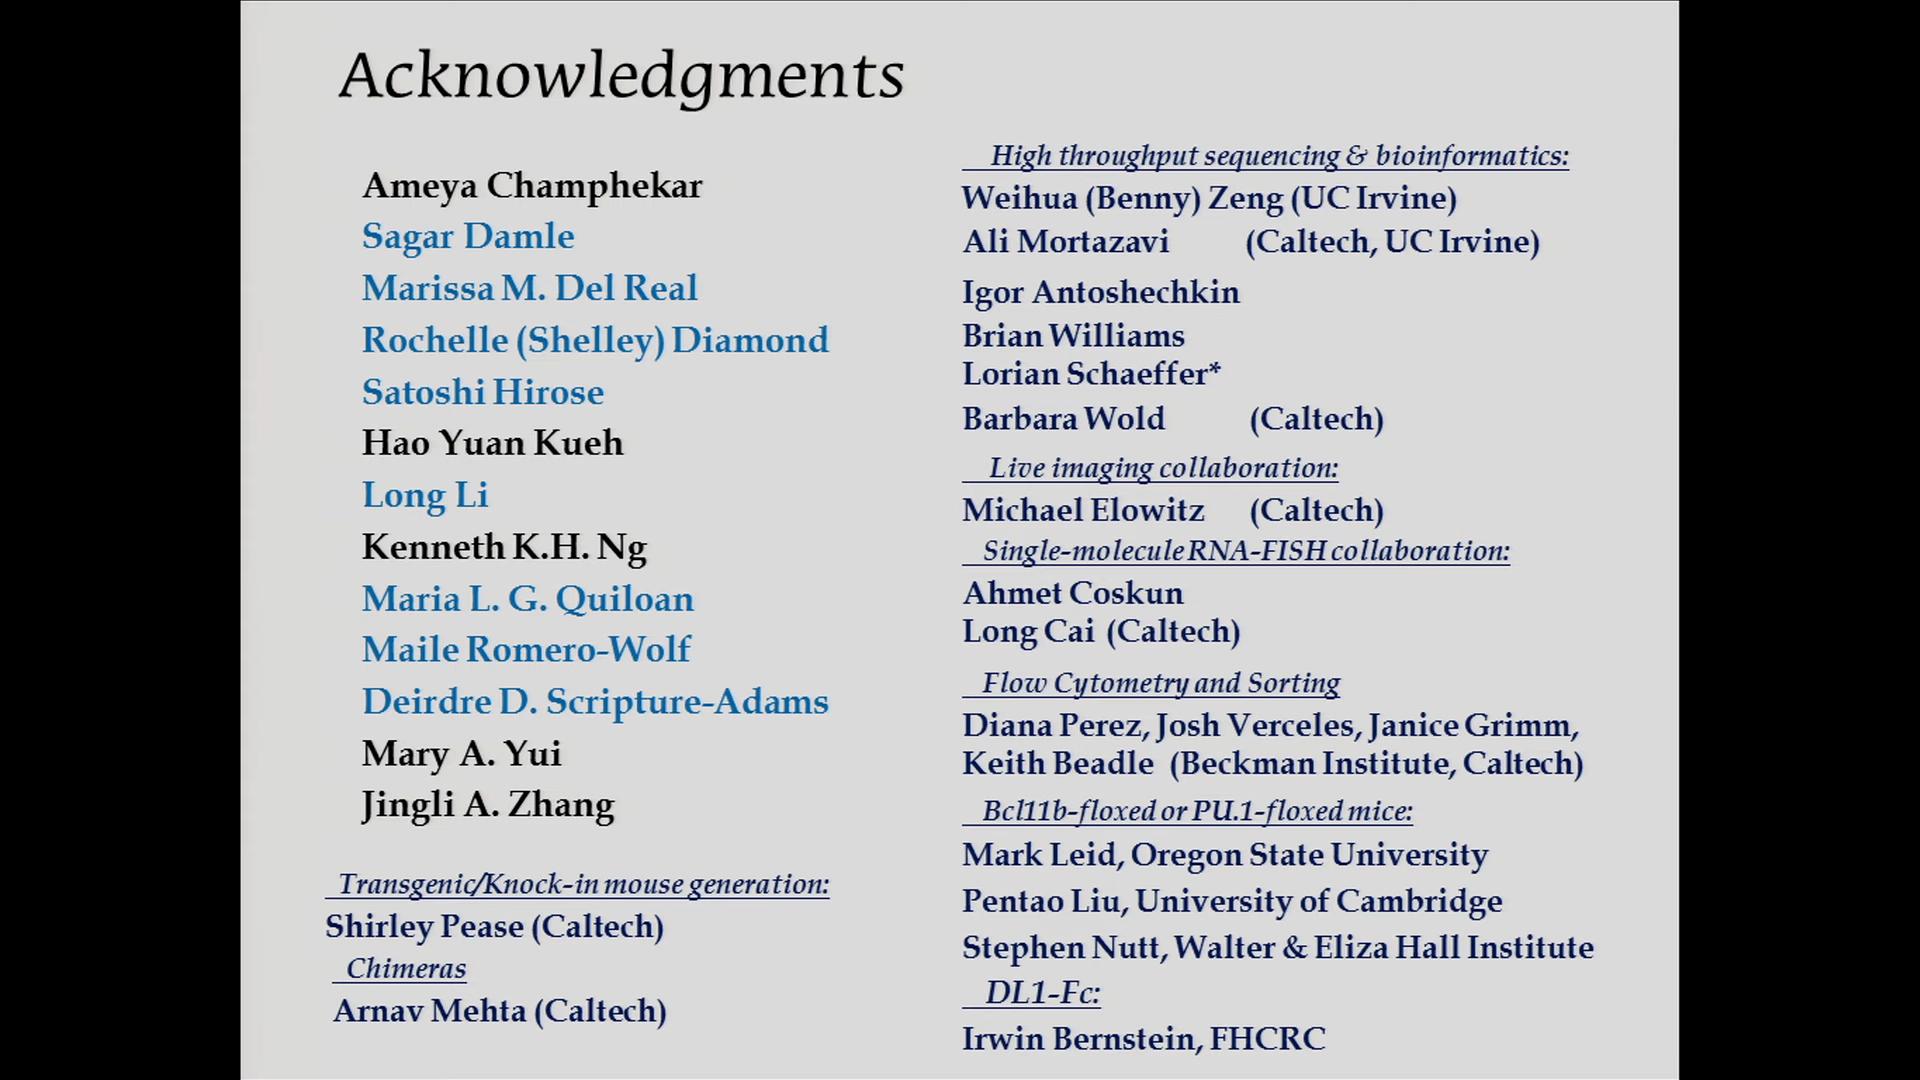 Acknowledgments
Ameya Champhekar
Sagar Damle
Marissa M. Del Real
Rochelle (Shelley) Diamond
Satoshi Hirose
Hao Yuan Kueh
Long Li
Kenneth K.H. Ng
Maria L. G. Quiloan
Maile Romero-Wolf
Deirdre D. Scripture-Adams
Mary A. Yui
Jingli A. Zhang
Transgenic/Knock-in mouse generation:
Shirley Pease (Caltech)
Chimeras
Arnav Mehta (Caltech)
High throughput sequencing & bioinformatics:
Weihua (Benny) Zeng (UC Irvine)
Ali Mortazavi (Caltech, UC Irvine)
Igor Antoshechkin
Brian Williams
Lorian Schaeffer*
Barbara Wold (Caltech)
Live imaging collaboration:
Michael Elowitz (Caltech)
Single-molecule RNA-FISH collaboration:
Ahmet Coskun
Long Cai (Caltech)
Flow Cytometry and Sorting
Diana Perez, Josh Verceles, Janice Grimm,
Keith Beadle (Beckman Institute, Caltech)
Bcl11b-floxed or PU.1-floxed mice:
Mark Leid, Oregon State University
Pentao Liu, University of Cambridge
Stephen Nutt, Walter & Eliza Hall Institute
DL1-Fc:
Irwin Bernstein, FHCRC